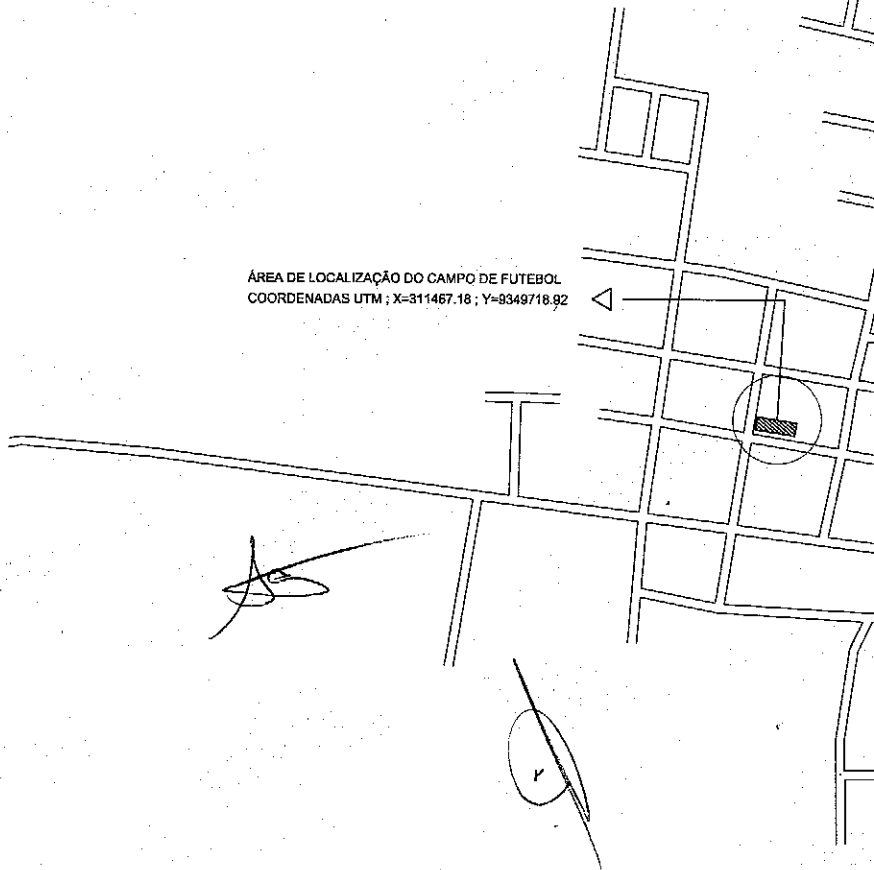 ÁREA DE LOCALIZAÇÃO DO CAMPO DE FUTEBOL
COORDENADAS UTM ; X=311467.18 ; Y=9349718.92